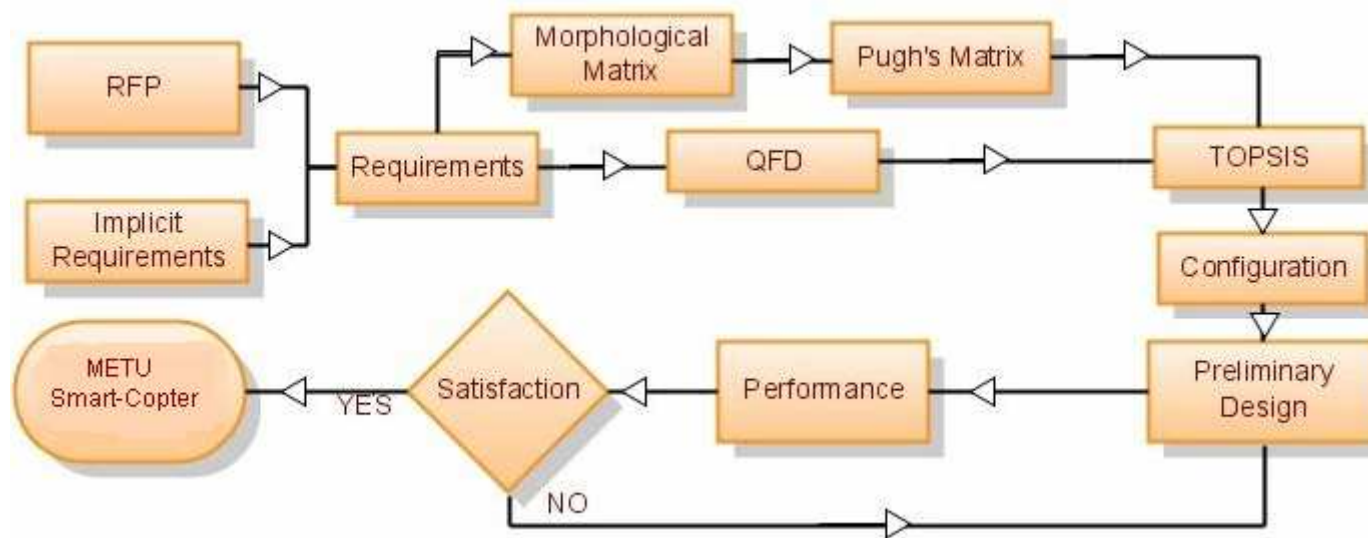 RFP
Implicit
Requirements
Requirements
Morphological
Matrix
Pugh's Matrix
QFD
TOPSIS
Configuration
Preliminary
Design
Performance
Satisfaction
YES
NO
METU
Smart-Copter